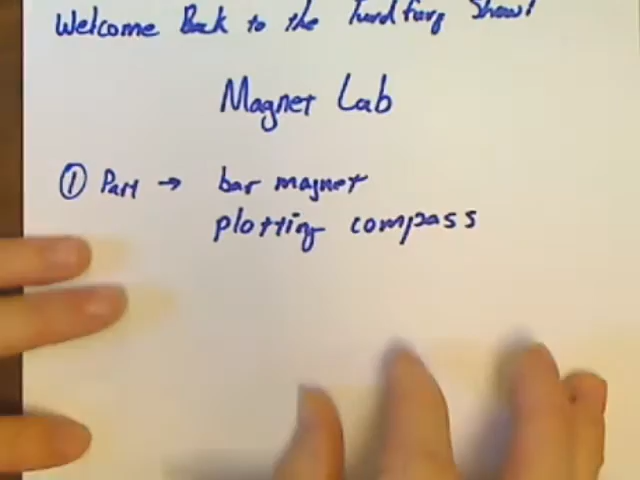 Welcome Back to the Show!
Magnet Lab
① Part → bar magnet
plotting compass